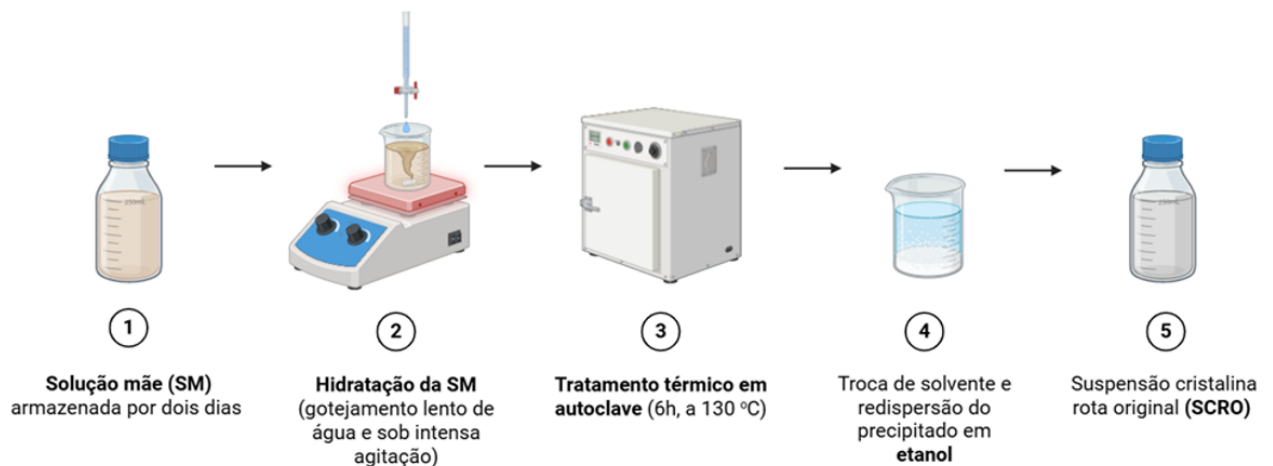 250mL
250mL
1
2
3
4
5
Solução mãe (SM)
armazenada por dois dias
Hidratação da SM
(gotejamento lento de
água e sob intensa
agitação)
Tratamento térmico em
autoclave (6h, a 130 ºC)
Troca de solvente e
redispersão do
precipitado em
etanol
Suspensão cristalina
rota original (SCRO)